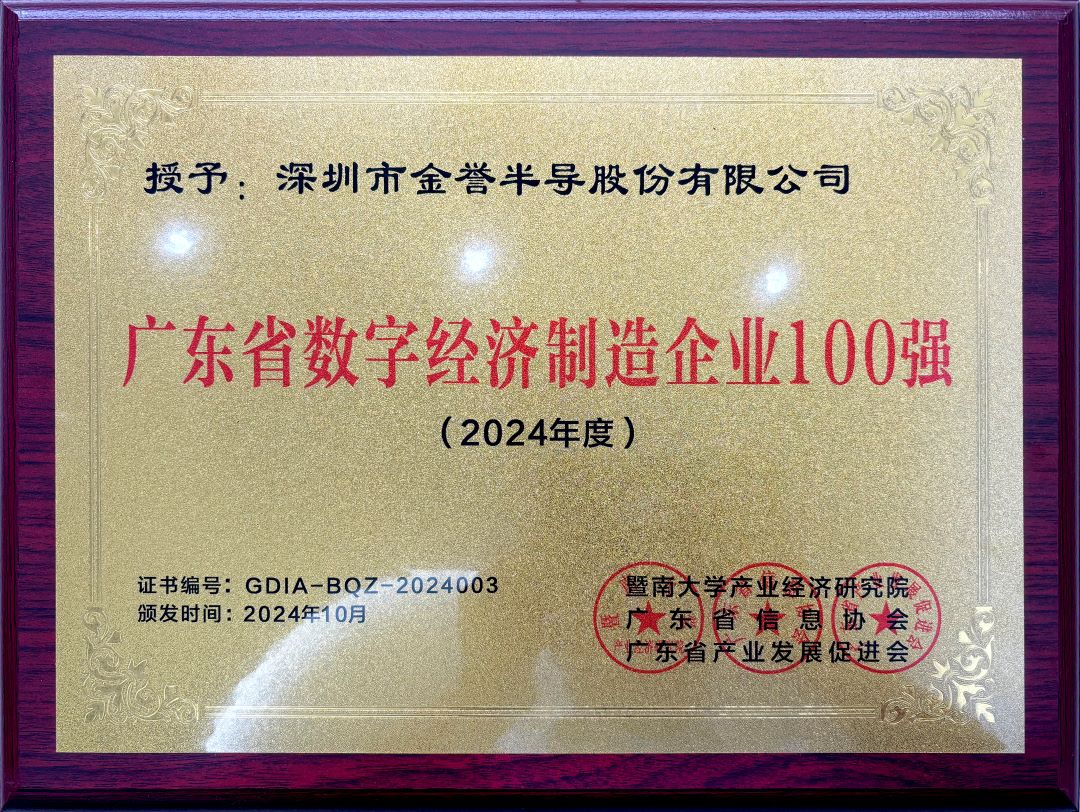 授予：深圳市金誉半导股份有限公司
广东省数字经济制造企业100强
（2024年度）
证书编号：GDIA-BQZ-2024003
颁发时间：2024年10月
暨南大学产业经济研究院
广东省信息协会
广东省产业发展促进会